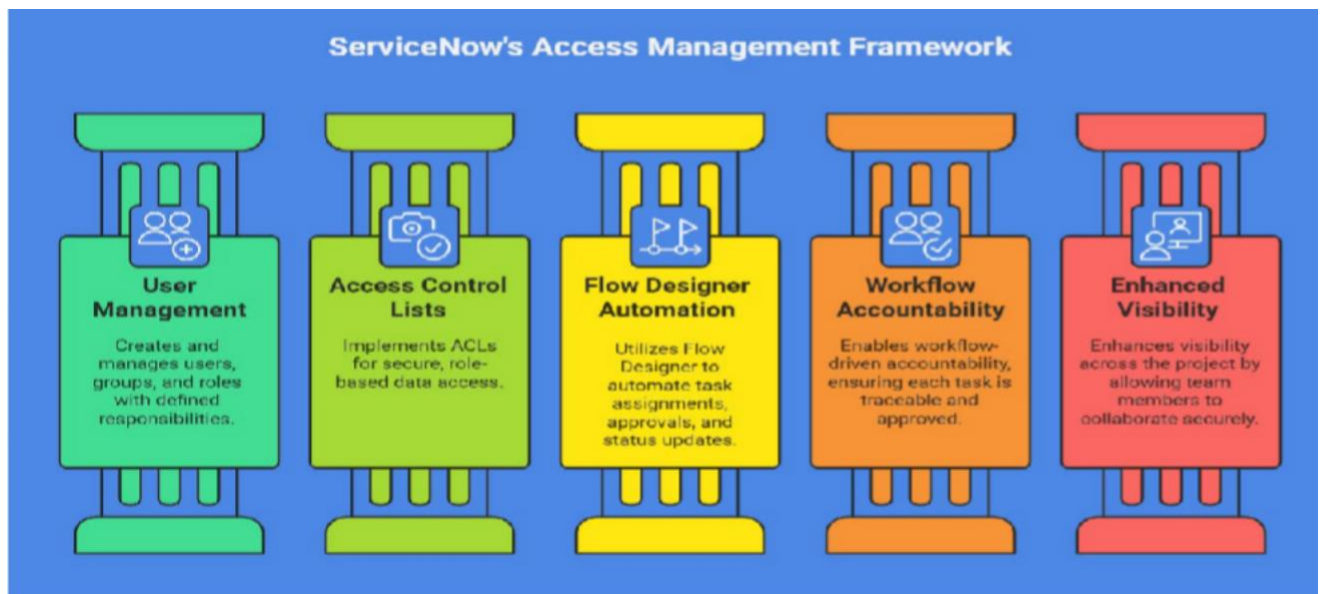 ServiceNow's Access Management Framework
User
Management
Creates and
manages users,
groups, and roles
with defined
responsibilities.
Access Control
Lists
Implements ACLs
for secure, role-
based data access.
Flow Designer
Automation
Utilizes Flow
Designer to
automate task
assignments,
approvals, and
status updates.
Workflow
Accountability
Enables workflow-
driven accountability,
ensuring each task is
traceable and
approved.
Enhanced
Visibility
Enhances visibility
across the project by
allowing team
members to
collaborate securely.